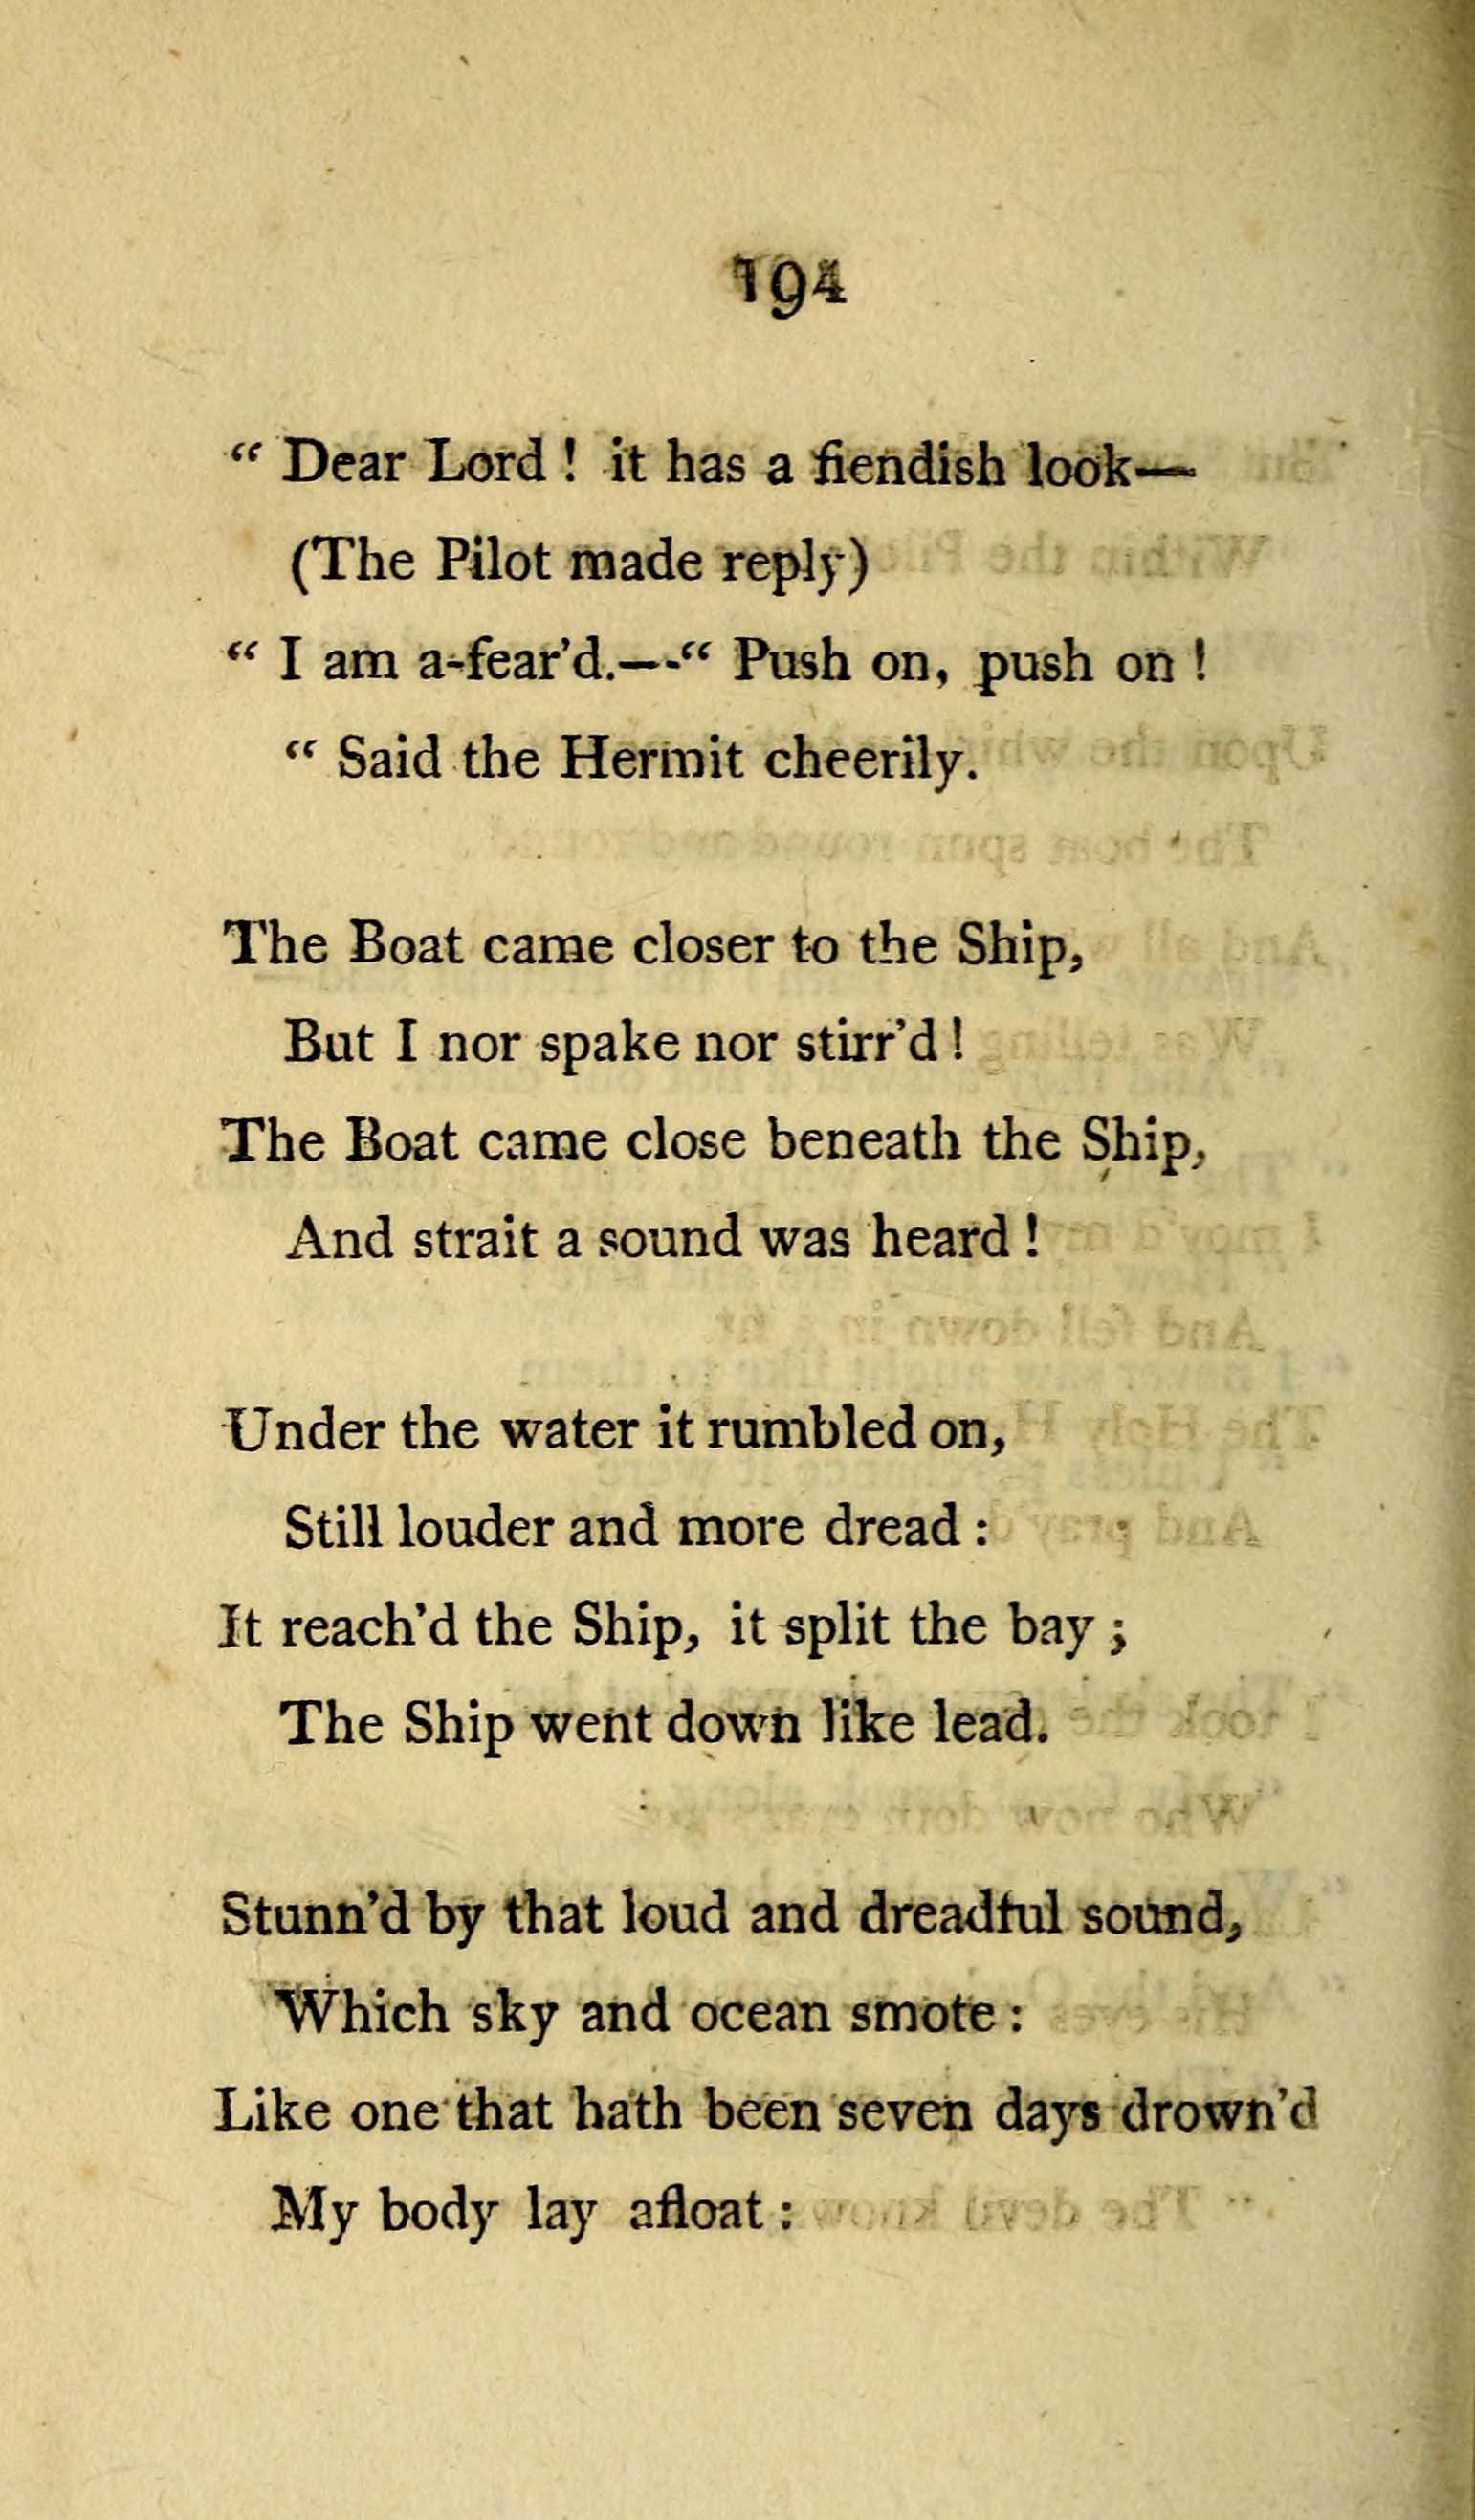 194
“ Dear Lord ! it has a fiendish look—
(The Pilot made reply)
“ I am a-fear’d.—-“ Push on, push on !
“ Said the Hermit cheerily.
The Boat came closer to the Ship,
But I nor spake nor stirr’d !
The Boat came close beneath the Ship,
And strait a sound was heard !
Under the water it rumbled on,
Still louder and more dread :
It reach’d the Ship, it split the bay ;
The Ship went down like lead.
Stunn’d by that loud and dreadful sound,
Which sky and ocean smote :
Like one that hath been seven days drown’d
My body lay afloat :